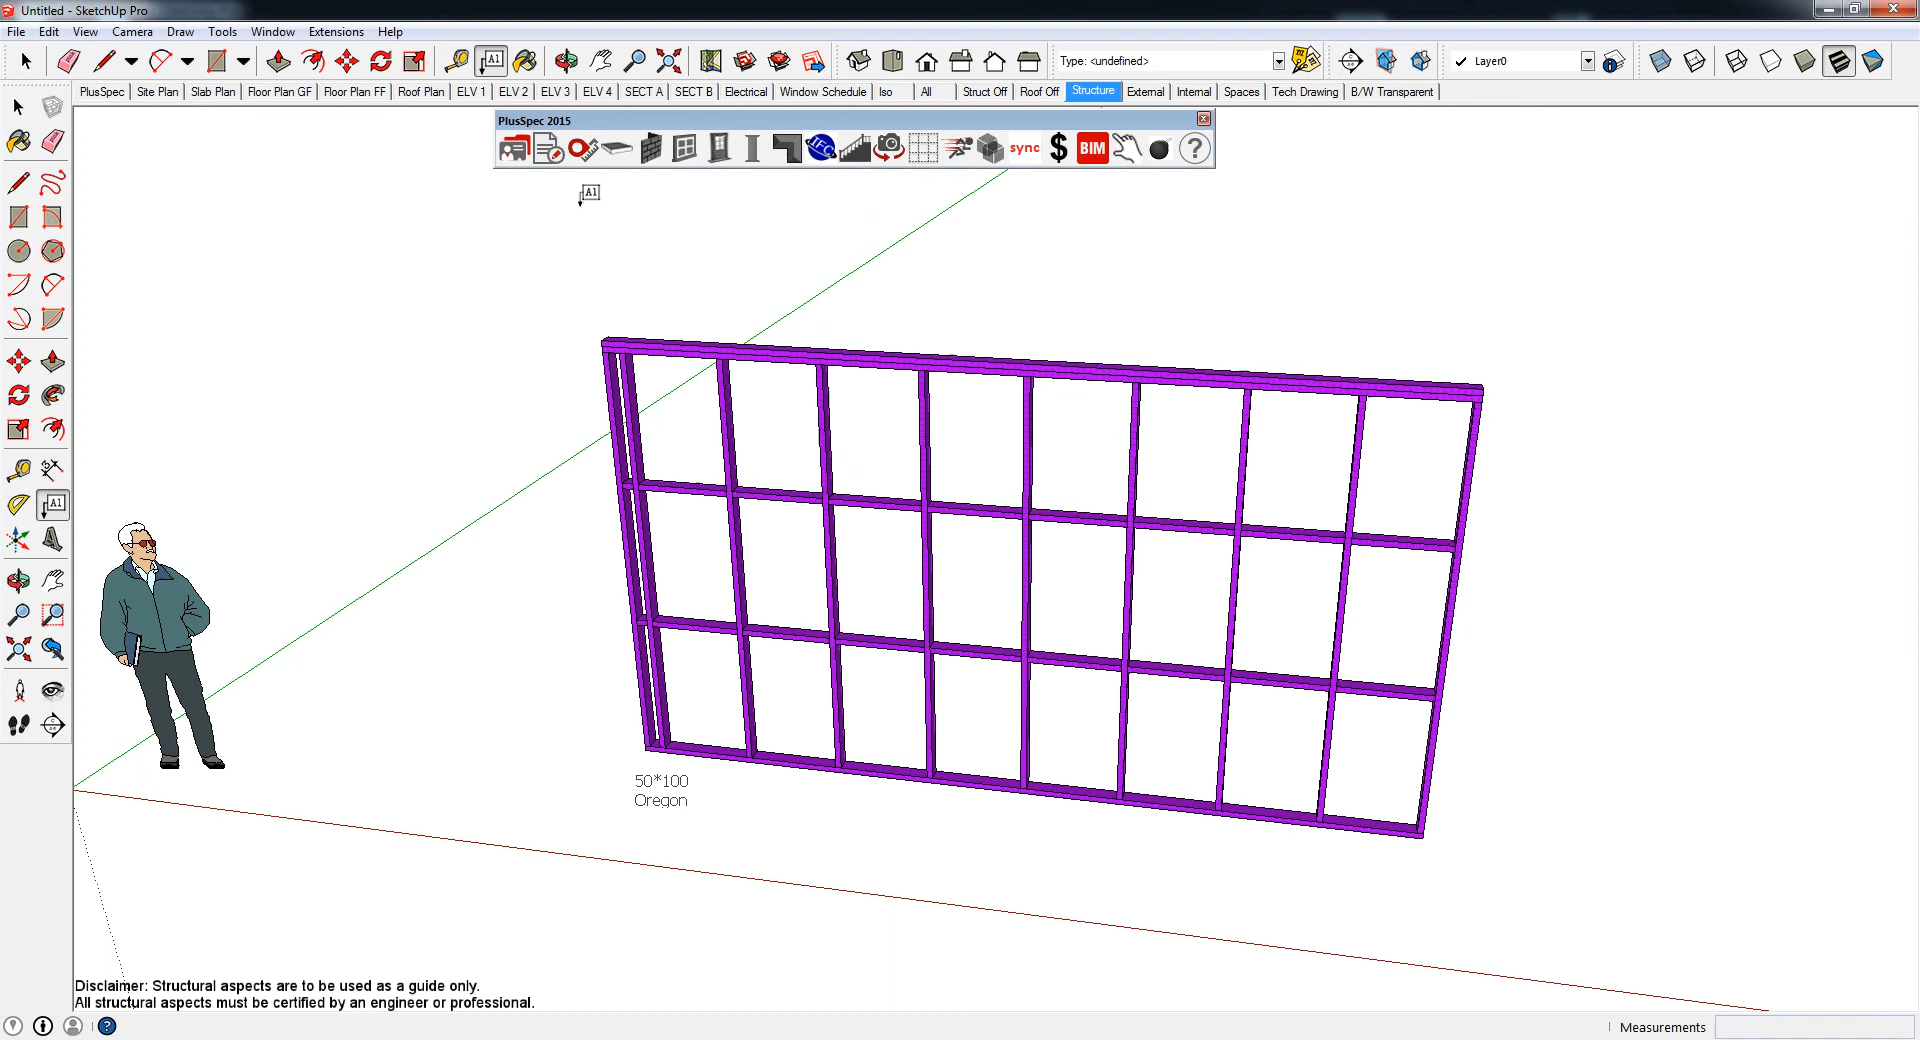 Untitled - SketchUp Pro
File Edit View Camera Draw Tools Window Extensions Help
A1 Type: <undefined> Layer0
PlusSpec Site Plan Slab Plan Floor Plan GF Floor Plan FF Roof Plan ELV 1 ELV 2 ELV 3 ELV 4 SECT A SECT B Electrical Window Schedule Iso All Struct Off Roof Off Structure External Internal Spaces Tech Drawing B/W Transparent
PlusSpec 2015
IFC sync $ BIM ?
A1
A1
50*100
Oregon
Disclaimer: Structural aspects are to be used as a guide only.
All structural aspects must be certified by an engineer or professional.
Measurements